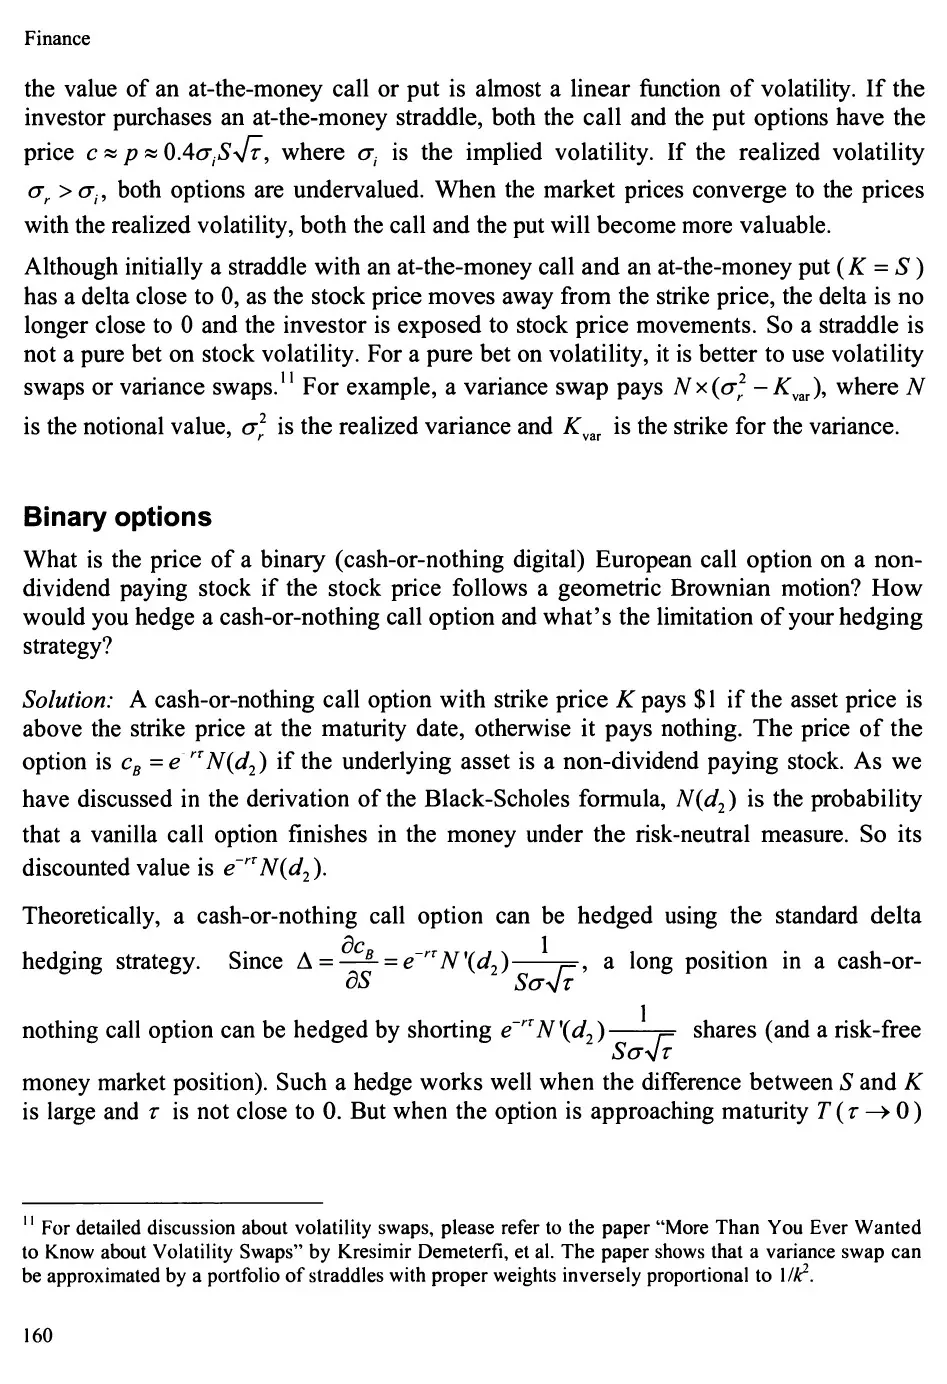 Finance
the value of an at-the-money call or put is almost a linear function of volatility. If the
investor purchases an at-the-money straddle, both the call and the put options have the
price c ≈ p ≈ 0.4σᵢS√τ, where σᵢ is the implied volatility. If the realized volatility
σᵣ > σᵢ, both options are undervalued. When the market prices converge to the prices
with the realized volatility, both the call and the put will become more valuable.
Although initially a straddle with an at-the-money call and an at-the-money put ( K = S )
has a delta close to 0, as the stock price moves away from the strike price, the delta is no
longer close to 0 and the investor is exposed to stock price movements. So a straddle is
not a pure bet on stock volatility. For a pure bet on volatility, it is better to use volatility
swaps or variance swaps.¹¹ For example, a variance swap pays N×(σᵣ² − K_var), where N
is the notional value, σᵣ² is the realized variance and K_var is the strike for the variance.
Binary options
What is the price of a binary (cash-or-nothing digital) European call option on a non-
dividend paying stock if the stock price follows a geometric Brownian motion? How
would you hedge a cash-or-nothing call option and what's the limitation of your hedging
strategy?
Solution: A cash-or-nothing call option with strike price K pays $1 if the asset price is
above the strike price at the maturity date, otherwise it pays nothing. The price of the
option is c_B = e^{rτ}N(d₂) if the underlying asset is a non-dividend paying stock. As we
have discussed in the derivation of the Black-Scholes formula, N(d₂) is the probability
that a vanilla call option finishes in the money under the risk-neutral measure. So its
discounted value is e^{−rτ}N(d₂).
Theoretically, a cash-or-nothing call option can be hedged using the standard delta
hedging strategy. Since Δ = ∂c_B/∂S = e^{−rτ}N'(d₂) 1/(Sσ√τ), a long position in a cash-or-
nothing call option can be hedged by shorting e^{−rτ}N'(d₂) 1/(Sσ√τ) shares (and a risk-free
money market position). Such a hedge works well when the difference between S and K
is large and τ is not close to 0. But when the option is approaching maturity T ( τ → 0 )
¹¹ For detailed discussion about volatility swaps, please refer to the paper “More Than You Ever Wanted
to Know about Volatility Swaps” by Kresimir Demeterfi, et al. The paper shows that a variance swap can
be approximated by a portfolio of straddles with proper weights inversely proportional to 1/k².
160